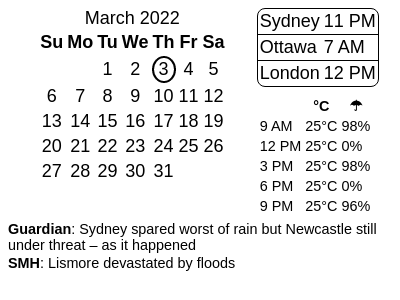 March 2022
Su Mo Tu We Th Fr Sa
1 2 3 4 5
6 7 8 9 10 11 12
13 14 15 16 17 18 19
20 21 22 23 24 25 26
27 28 29 30 31
Sydney 11 PM
Ottawa 7 AM
London 12 PM
°C ☂
9 AM 25°C 98%
12 PM 25°C 0%
3 PM 25°C 98%
6 PM 25°C 0%
9 PM 25°C 96%
Guardian: Sydney spared worst of rain but Newcastle still
under threat – as it happened
SMH: Lismore devastated by floods